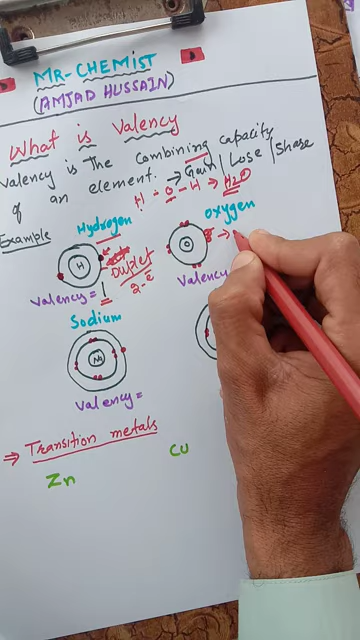 MR-CHEMIST
(AMJAD HUSSAIN)
What is Valency
Valency is The Combining Capacity
of an element. → Gain / Lose / Share
H - O - H → H2O
Example
Hydrogen
Oxygen
H
O
Duplet
2-e
Valency = 1
Valency
Sodium
Na
Valency =
⇒ Transition metals
Zn
Cu